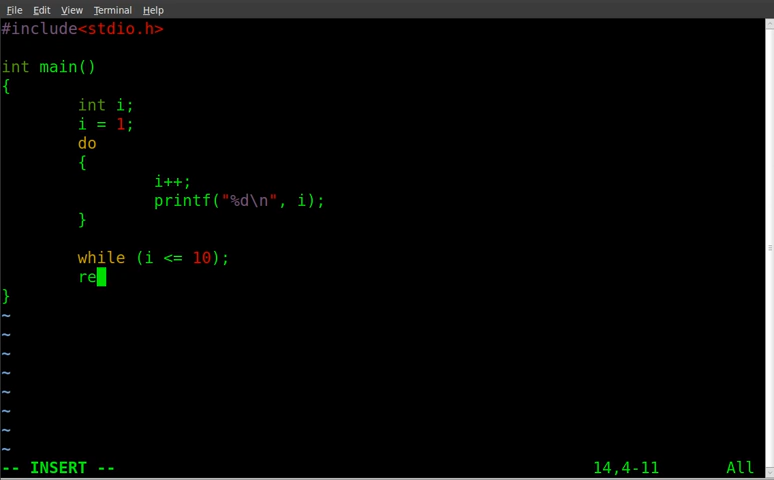 File Edit View Terminal Help
#include<stdio.h>
int main()
{
        int i;
        i = 1;
        do
        {
                i++;
                printf("%d\n", i);
        }
        while (i <= 10);
        re
}
~
~
~
~
~
~
~
~
-- INSERT -- 14,4-11 All